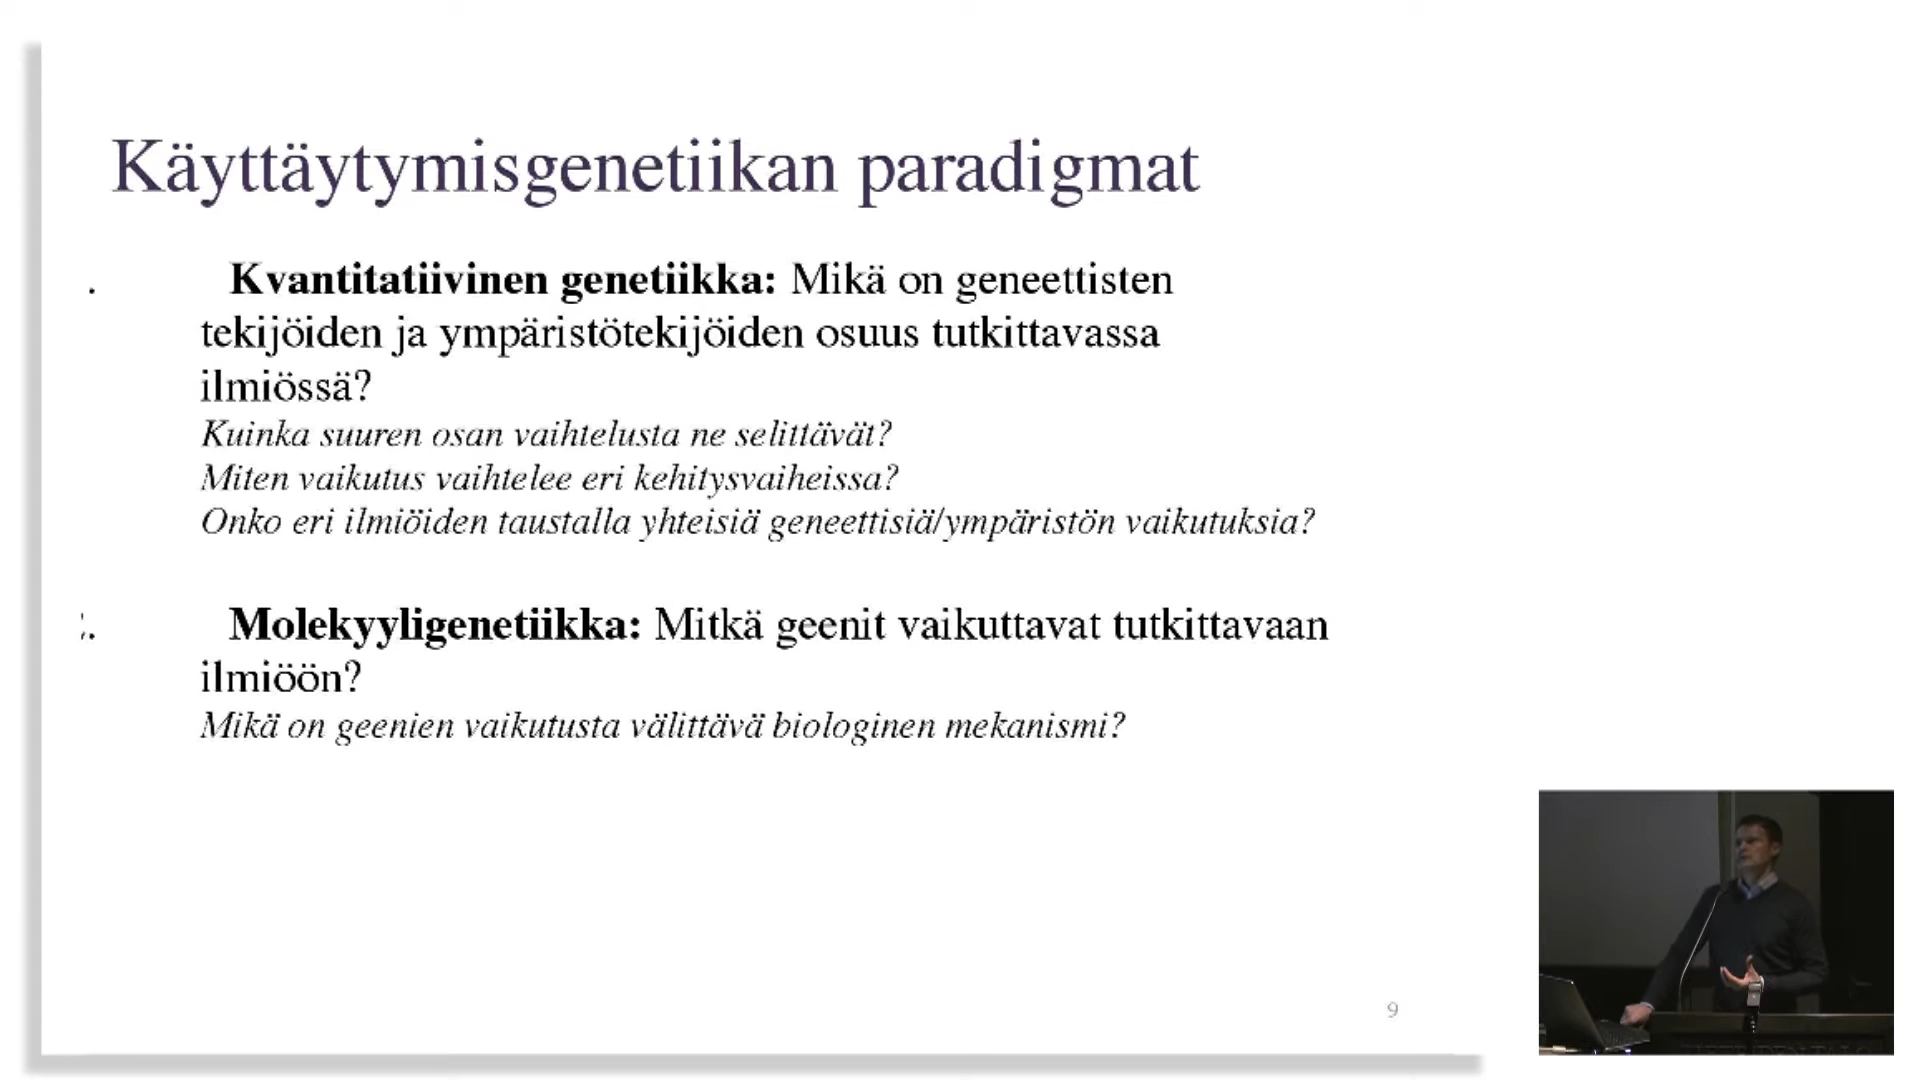 Käyttäytymisgenetiikan paradigmat
. Kvantitatiivinen genetiikka: Mikä on geneettisten
tekijöiden ja ympäristötekijöiden osuus tutkittavassa
ilmiössä?
Kuinka suuren osan vaihtelusta ne selittävät?
Miten vaikutus vaihtelee eri kehitysvaiheissa?
Onko eri ilmiöiden taustalla yhteisiä geneettisiä/ympäristön vaikutuksia?
. Molekyyligenetiikka: Mitkä geenit vaikuttavat tutkittavaan
ilmiöön?
Mikä on geenien vaikutusta välittävä biologinen mekanismi?
9